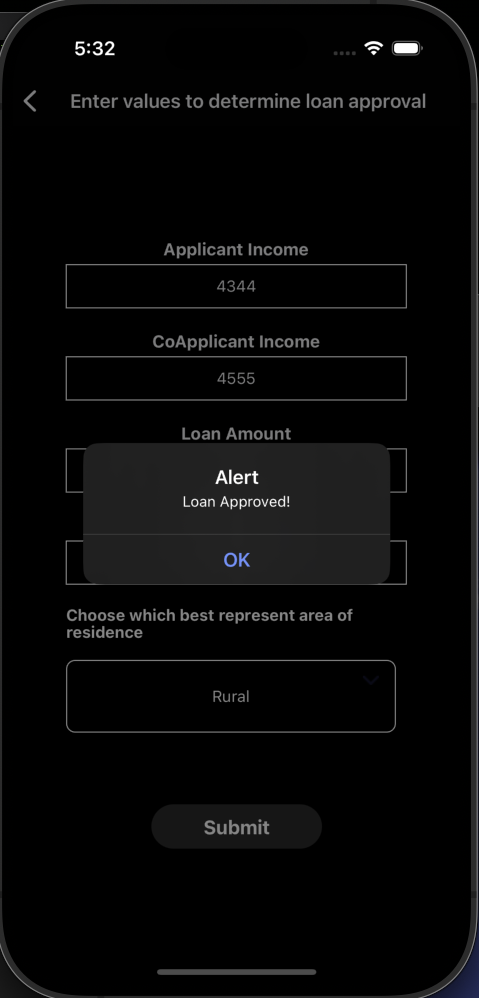 5:32
Enter values to determine loan approval
Applicant Income
4344
CoApplicant Income
4555
Loan Amount
Alert
Loan Approved!
OK
Choose which best represent area of
residence
Rural
Submit